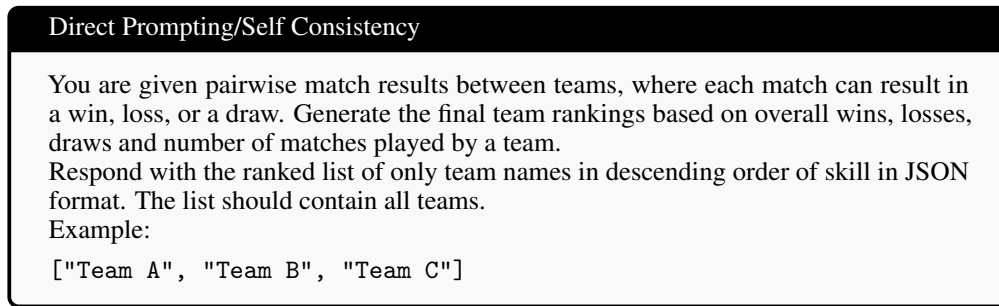 Direct Prompting/Self Consistency
You are given pairwise match results between teams, where each match can result in
a win, loss, or a draw. Generate the final team rankings based on overall wins, losses,
draws and number of matches played by a team.
Respond with the ranked list of only team names in descending order of skill in JSON
format. The list should contain all teams.
Example:
["Team A", "Team B", "Team C"]